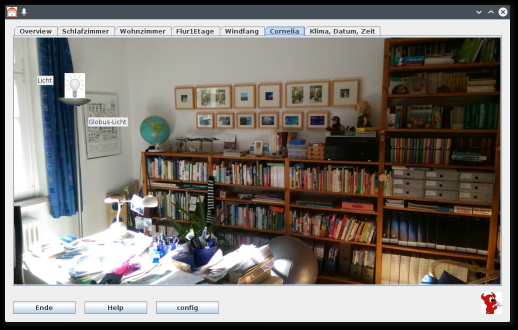 Overview Schlafzimmer Wohnzimmer Flur1Etage Windfang Cornelia Klima, Datum, Zeit
Licht
Globus-Licht
Ende Help config